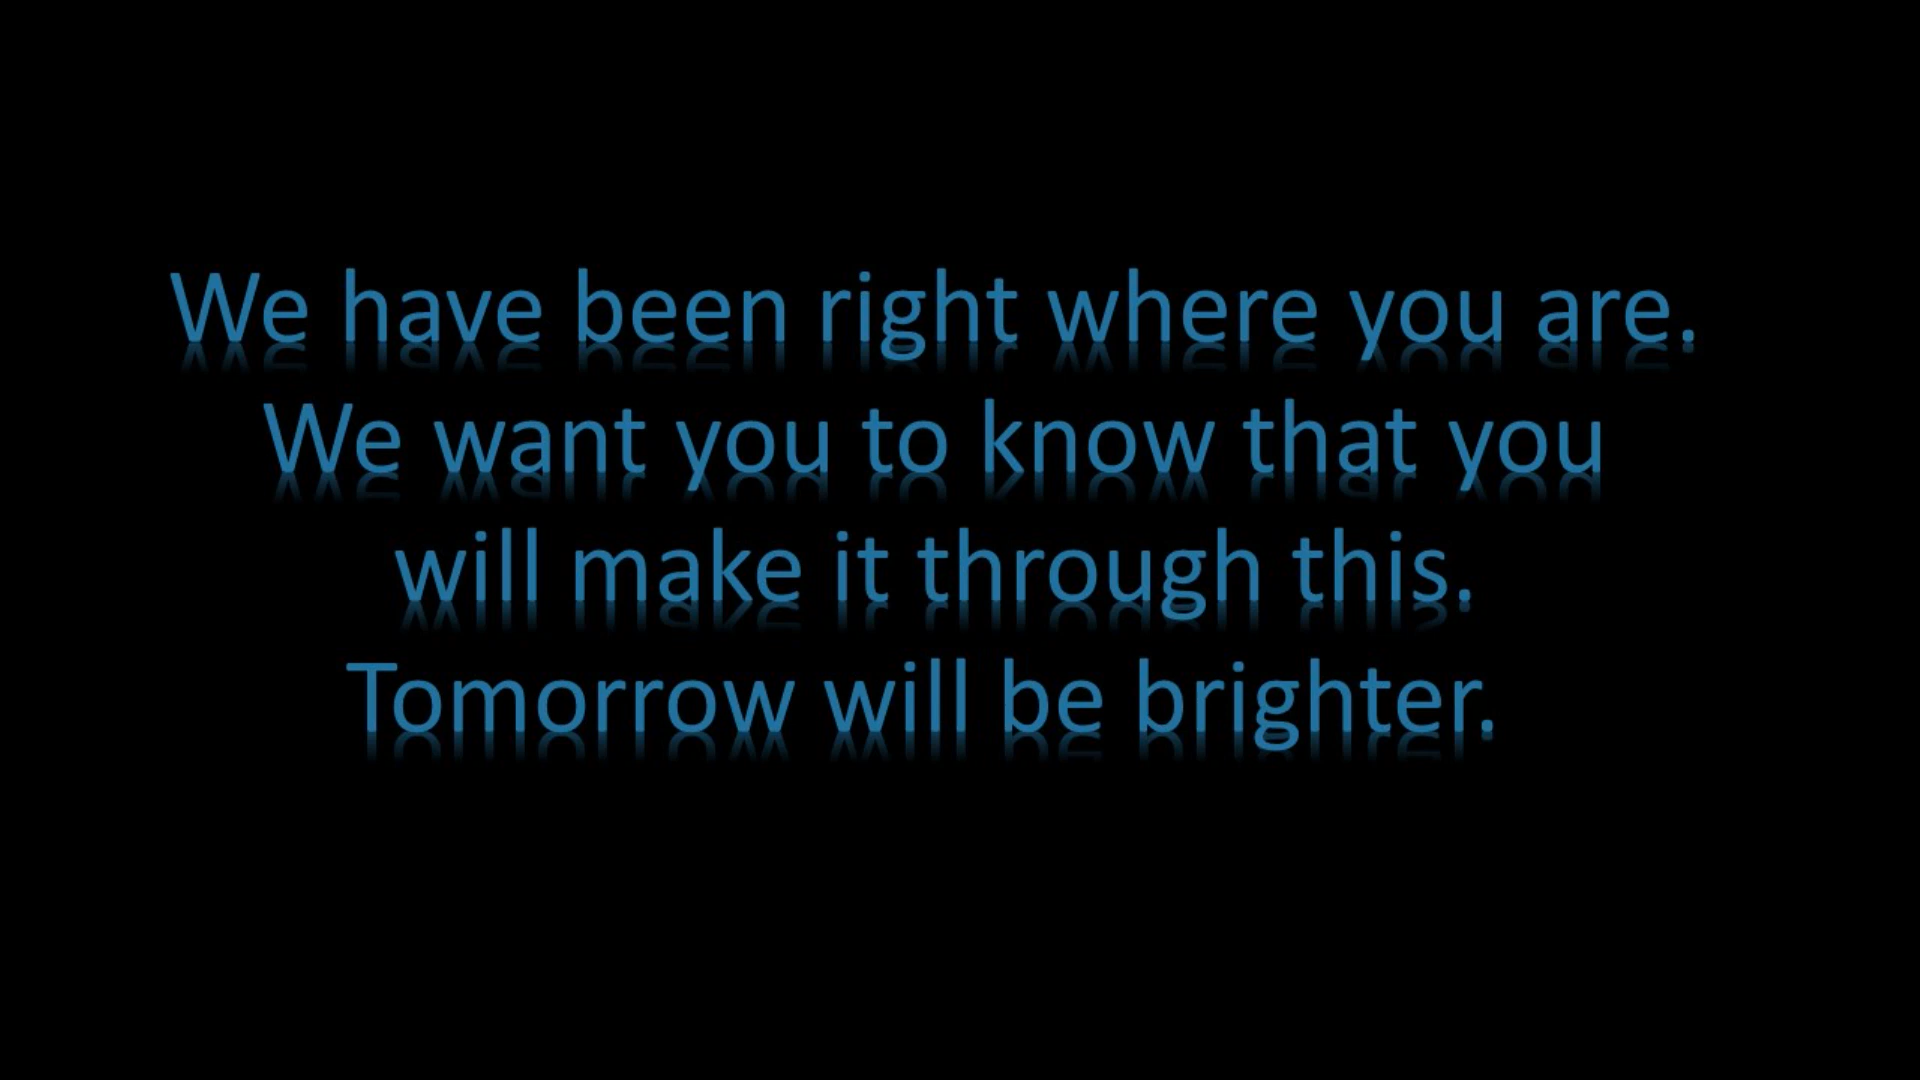 We have been right where you are.
We want you to know that you
will make it through this.
Tomorrow will be brighter.